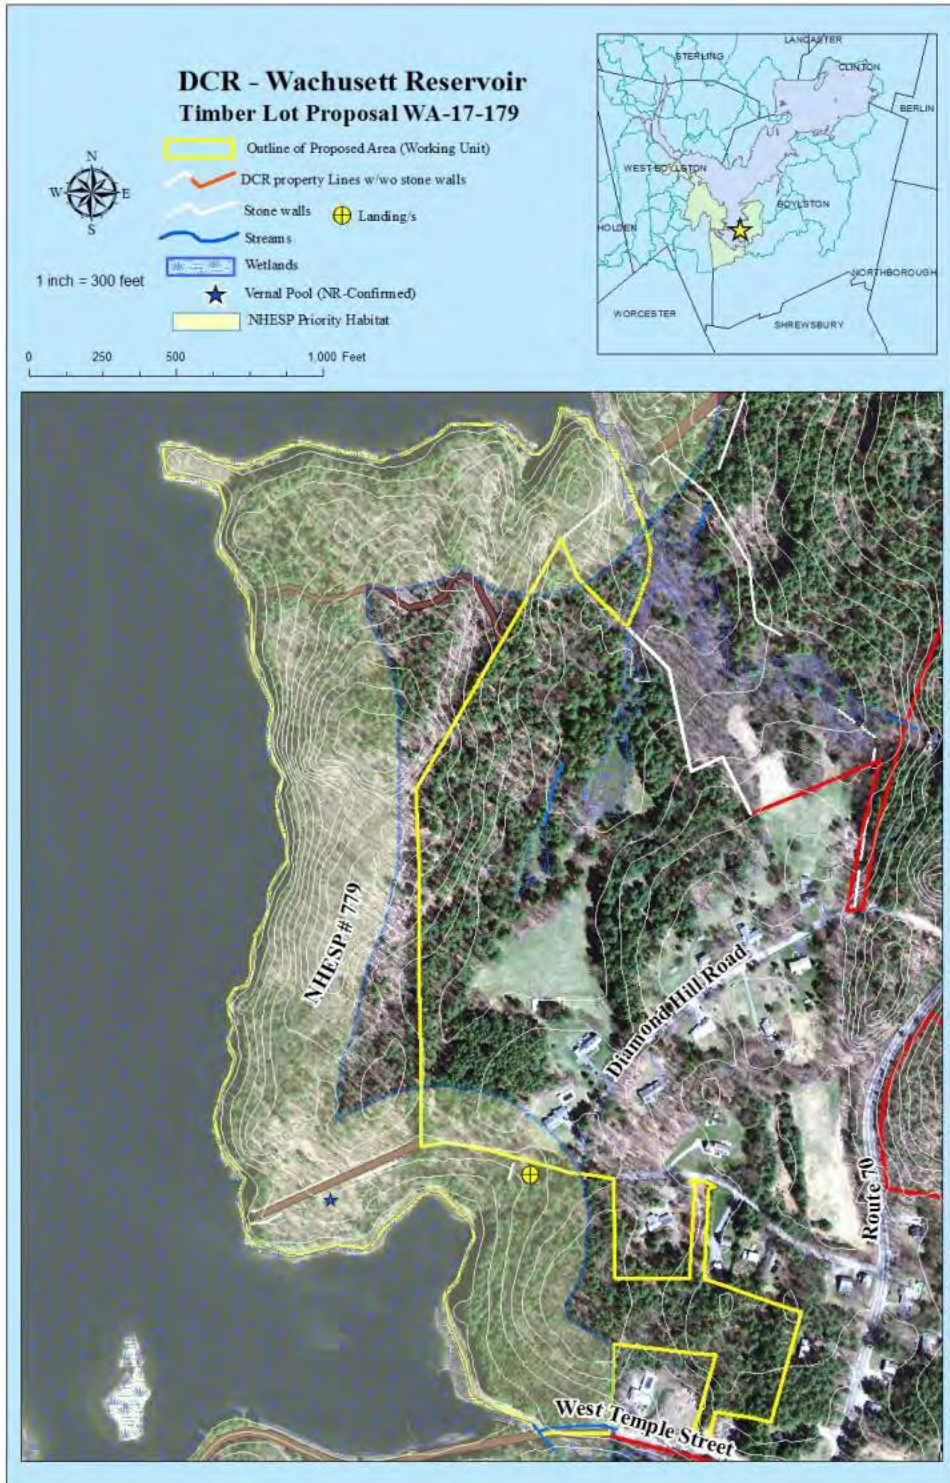 DCR - Wachusett Reservoir
Timber Lot Proposal WA-17-179
Outline of Proposed Area (Working Unit)
DCR property Lines w/wo stone walls
Stone walls
Landing/s
Streams
Wetlands
Vernal Pool (NR-Confirmed)
NHESP Priority Habitat
N
W
E
S
1 inch = 300 feet
0
250
500
1,000 Feet
LANCASTER
STERLING
CLINTON
BERLIN
WEST BOYLSTON
BOYLSTON
HOLDEN
NORTHBOROUGH
WORCESTER
SHREWSBURY
NHESP# 779
Diamond Hill Road
Route 70
West Temple Street